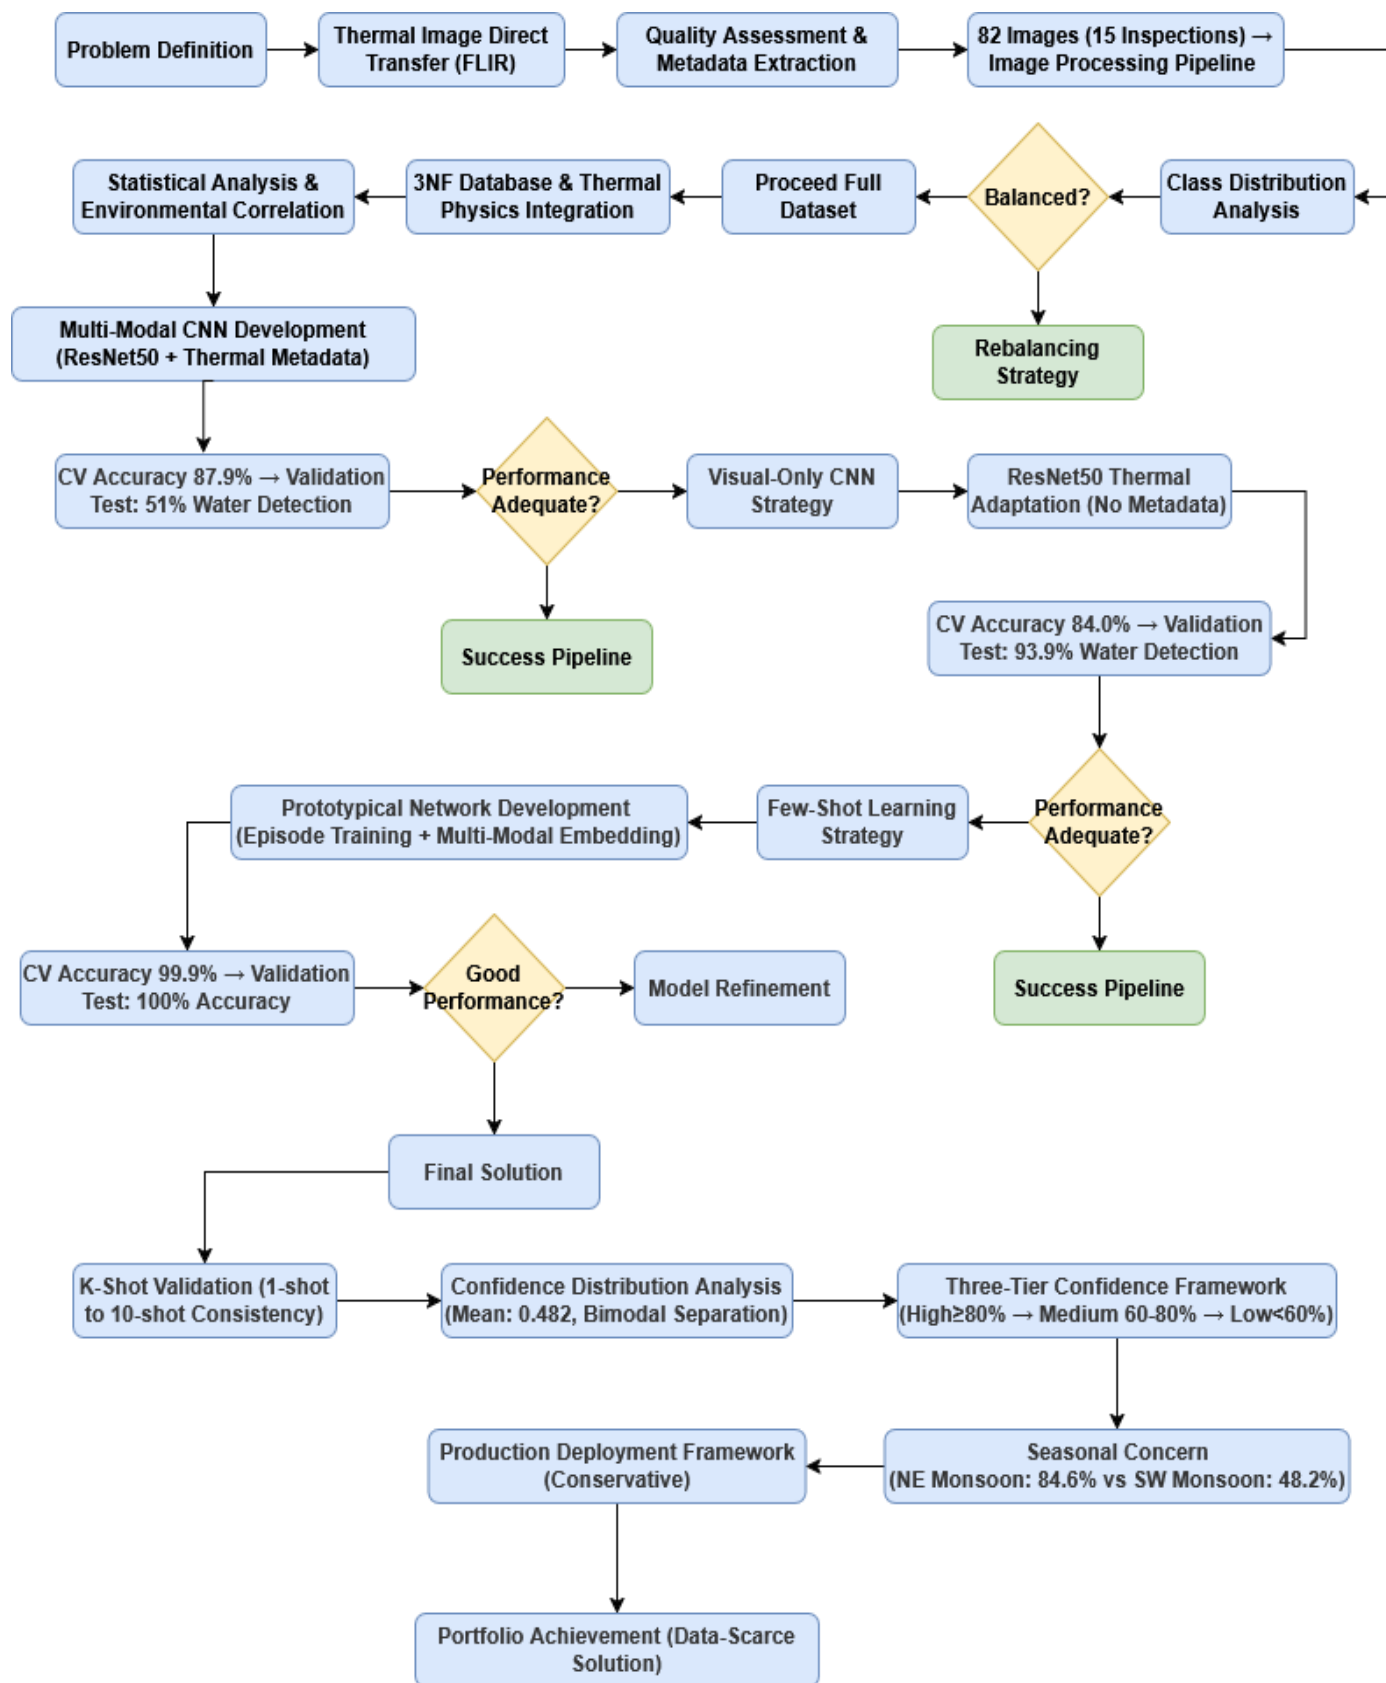 Problem Definition
Thermal Image Direct
Transfer (FLIR)
Quality Assessment &
Metadata Extraction
82 Images (15 Inspections) →
Image Processing Pipeline
Class Distribution
Analysis
Balanced?
Proceed Full
Dataset
3NF Database & Thermal
Physics Integration
Statistical Analysis &
Environmental Correlation
Rebalancing
Strategy
Multi-Modal CNN Development
(ResNet50 + Thermal Metadata)
CV Accuracy 87.9% → Validation
Test: 51% Water Detection
Performance
Adequate?
Visual-Only CNN
Strategy
ResNet50 Thermal
Adaptation (No Metadata)
Success Pipeline
CV Accuracy 84.0% → Validation
Test: 93.9% Water Detection
Performance
Adequate?
Few-Shot Learning
Strategy
Prototypical Network Development
(Episode Training + Multi-Modal Embedding)
Success Pipeline
CV Accuracy 99.9% → Validation
Test: 100% Accuracy
Good
Performance?
Model Refinement
Final Solution
K-Shot Validation (1-shot
to 10-shot Consistency)
Confidence Distribution Analysis
(Mean: 0.482, Bimodal Separation)
Three-Tier Confidence Framework
(High≥80% → Medium 60-80% → Low<60%)
Seasonal Concern
(NE Monsoon: 84.6% vs SW Monsoon: 48.2%)
Production Deployment Framework
(Conservative)
Portfolio Achievement (Data-Scarce
Solution)